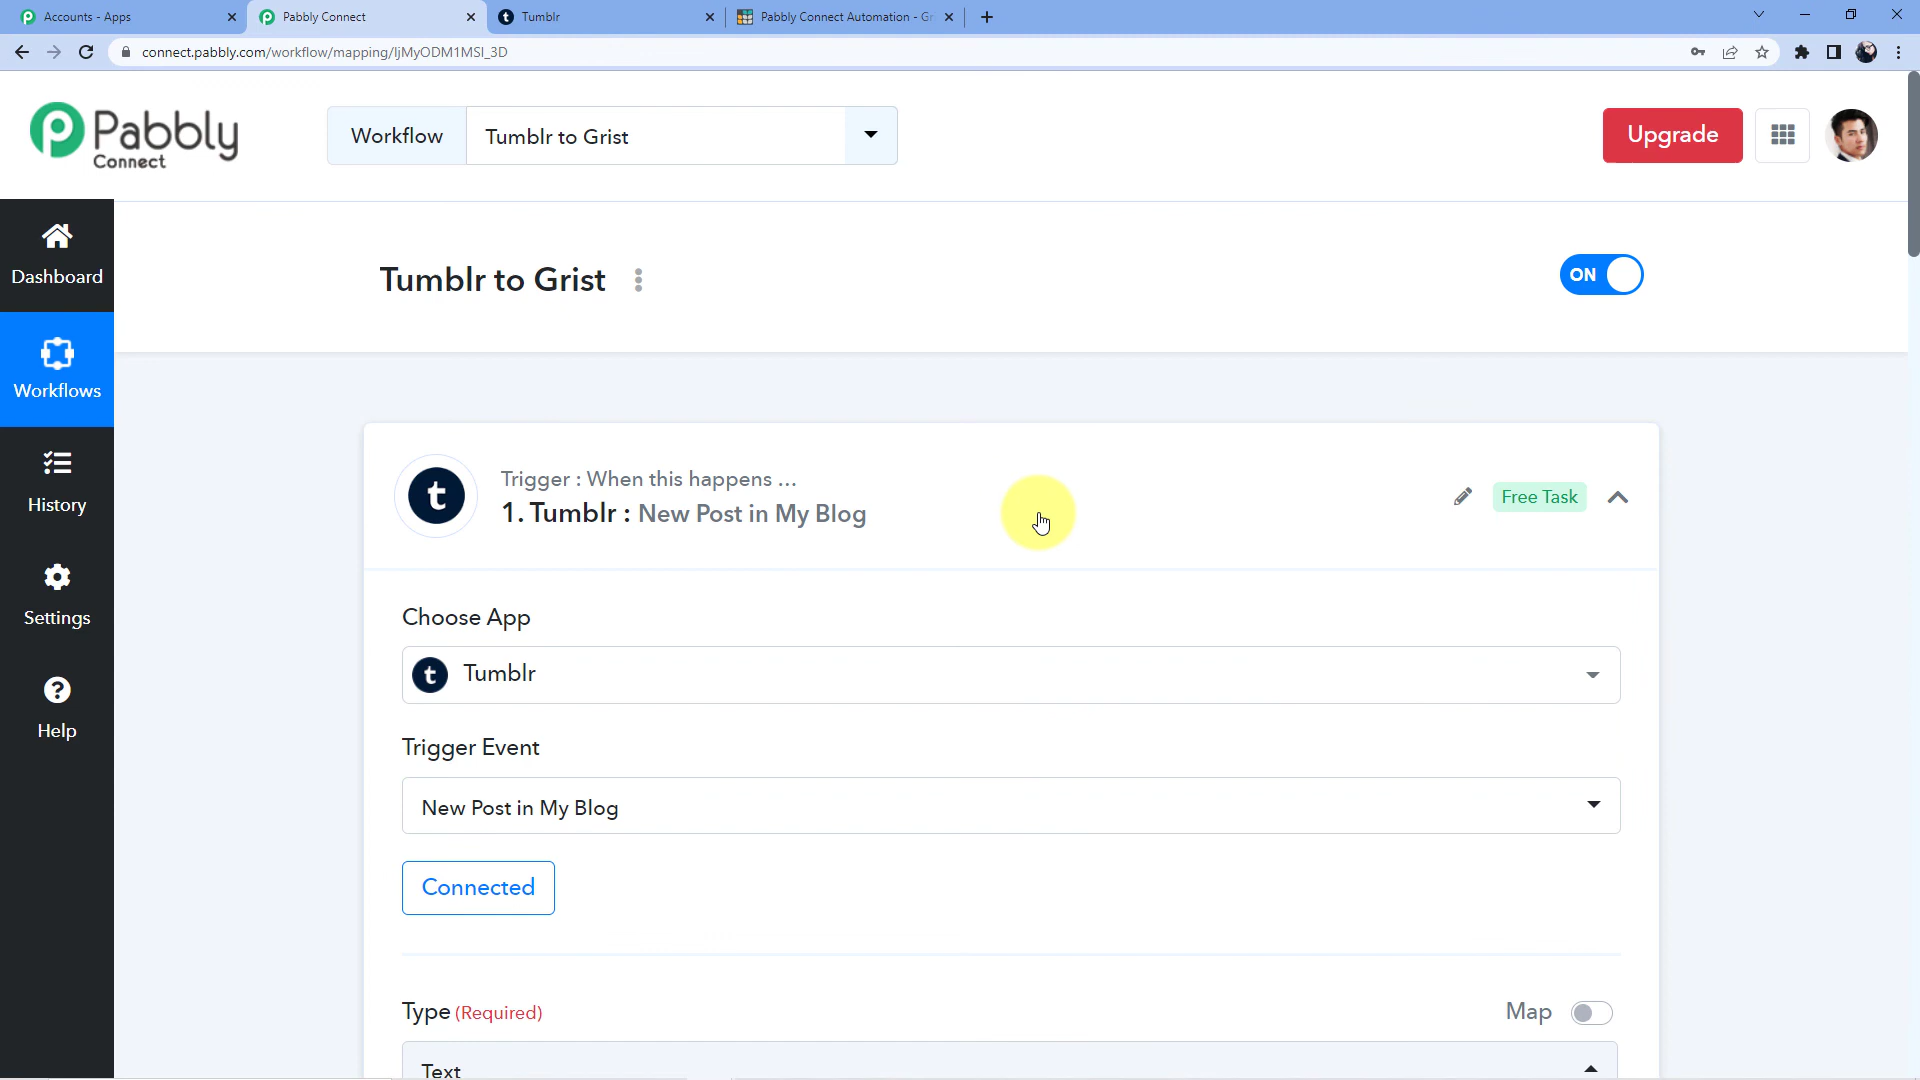 Accounts - Apps
Pabbly Connect
Tumblr
Pabbly Connect Automation - Gr
connect.pabbly.com/workflow/mapping/IjMyODM1MSI_3D
Pabbly
Connect
Workflow
Tumblr to Grist
Upgrade
Dashboard
Workflows
History
Settings
Help
Tumblr to Grist
ON
Trigger : When this happens ...
1. Tumblr : New Post in My Blog
Free Task
Choose App
Tumblr
Trigger Event
New Post in My Blog
Connected
Type (Required)
Map
Text